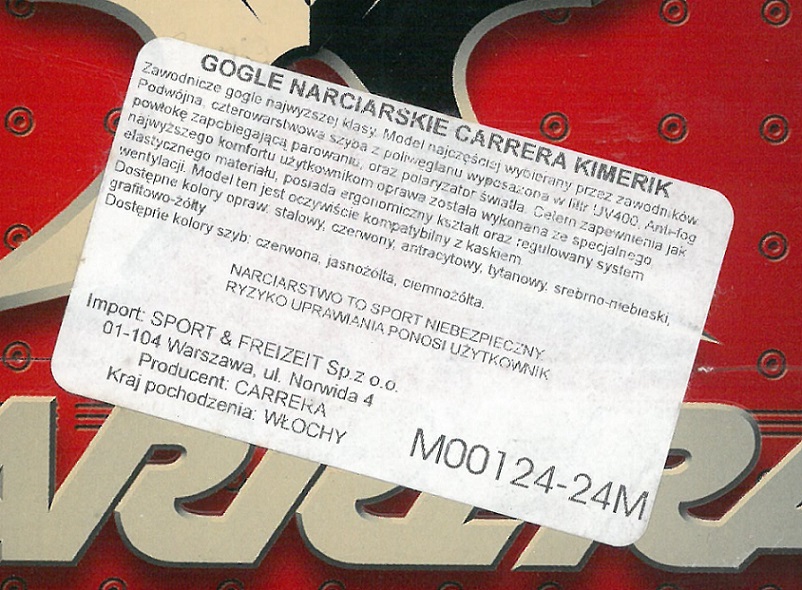 GOGLE NARCIARSKIE CARRERA KIMERIK
Zawodnicze gogle najwyższej klasy. Model najczęściej wybierany przez zawodników.
Podwójna, czterowarstwowa szyba z poliwęglanu wyposażona w filtr UV400, Anti-fog
powłokę zapobiegającą parowaniu, oraz polaryzator światła. Celem zapewnienia jak
najwyższego komfortu użytkownikom oprawa została wykonana ze specjalnego
elastycznego materiału, posiada ergonomiczny kształt oraz regulowany system
wentylacji. Model ten jest oczywiście kompatybilny z kaskiem.
Dostępne kolory opraw: stalowy, czerwony, antracytowy, tytanowy, srebrno-niebieski,
grafitowo-żółty
Dostępne kolory szyb: czerwona, jasnożółta, ciemnożółta.
NARCIARSTWO TO SPORT NIEBEZPIECZNY
RYZYKO UPRAWIANIA PONOSI UŻYTKOWNIK
Import: SPORT & FREIZEIT Sp.z o.o.
01-104 Warszawa, ul. Norwida 4
Producent: CARRERA
Kraj pochodzenia: WŁOCHY
M00124-24M
ARRERA